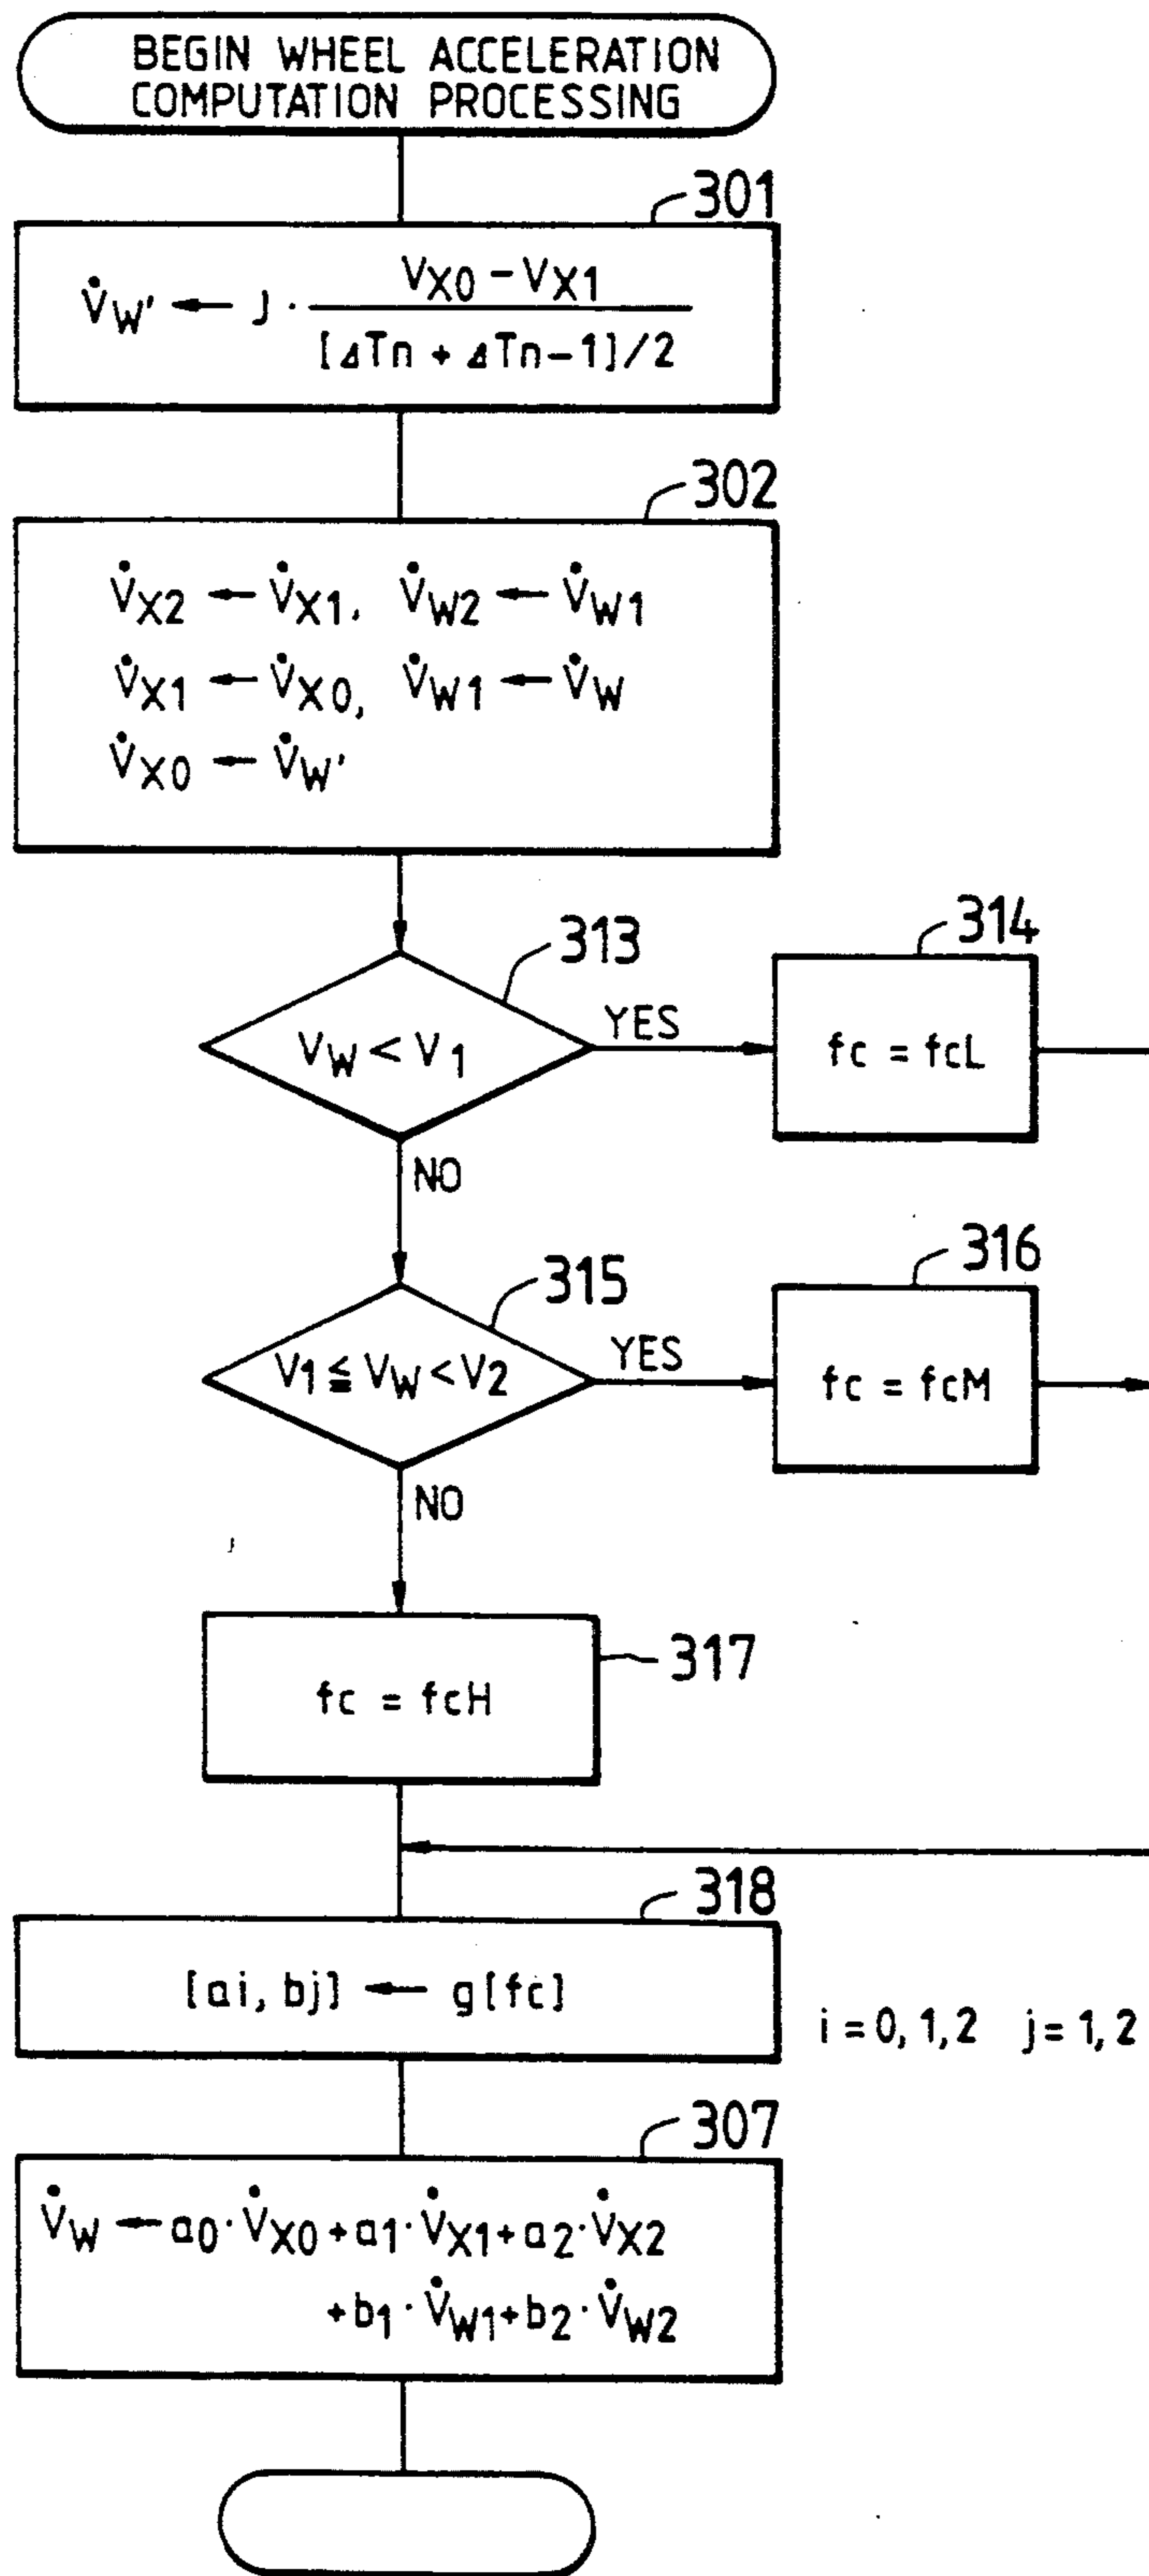 BEGIN WHEEL ACCELERATION
COMPUTATION PROCESSING
301
V̇W' ← J · VX0 - VX1 / [ΔTn + ΔTn-1]/2
302
V̇X2 ← V̇X1, V̇W2 ← V̇W1
V̇X1 ← V̇X0, V̇W1 ← V̇W
V̇X0 ← V̇W'
313
VW < V1
YES
314
fc = fcL
NO
315
V1 ≦ VW < V2
YES
316
fc = fcM
NO
317
fc = fcH
318
[ai, bj] ← g[fc]
i = 0, 1, 2 j = 1, 2
307
V̇W ← a0 · V̇X0 + a1 · V̇X1 + a2 · V̇X2
+ b1 · V̇W1 + b2 · V̇W2